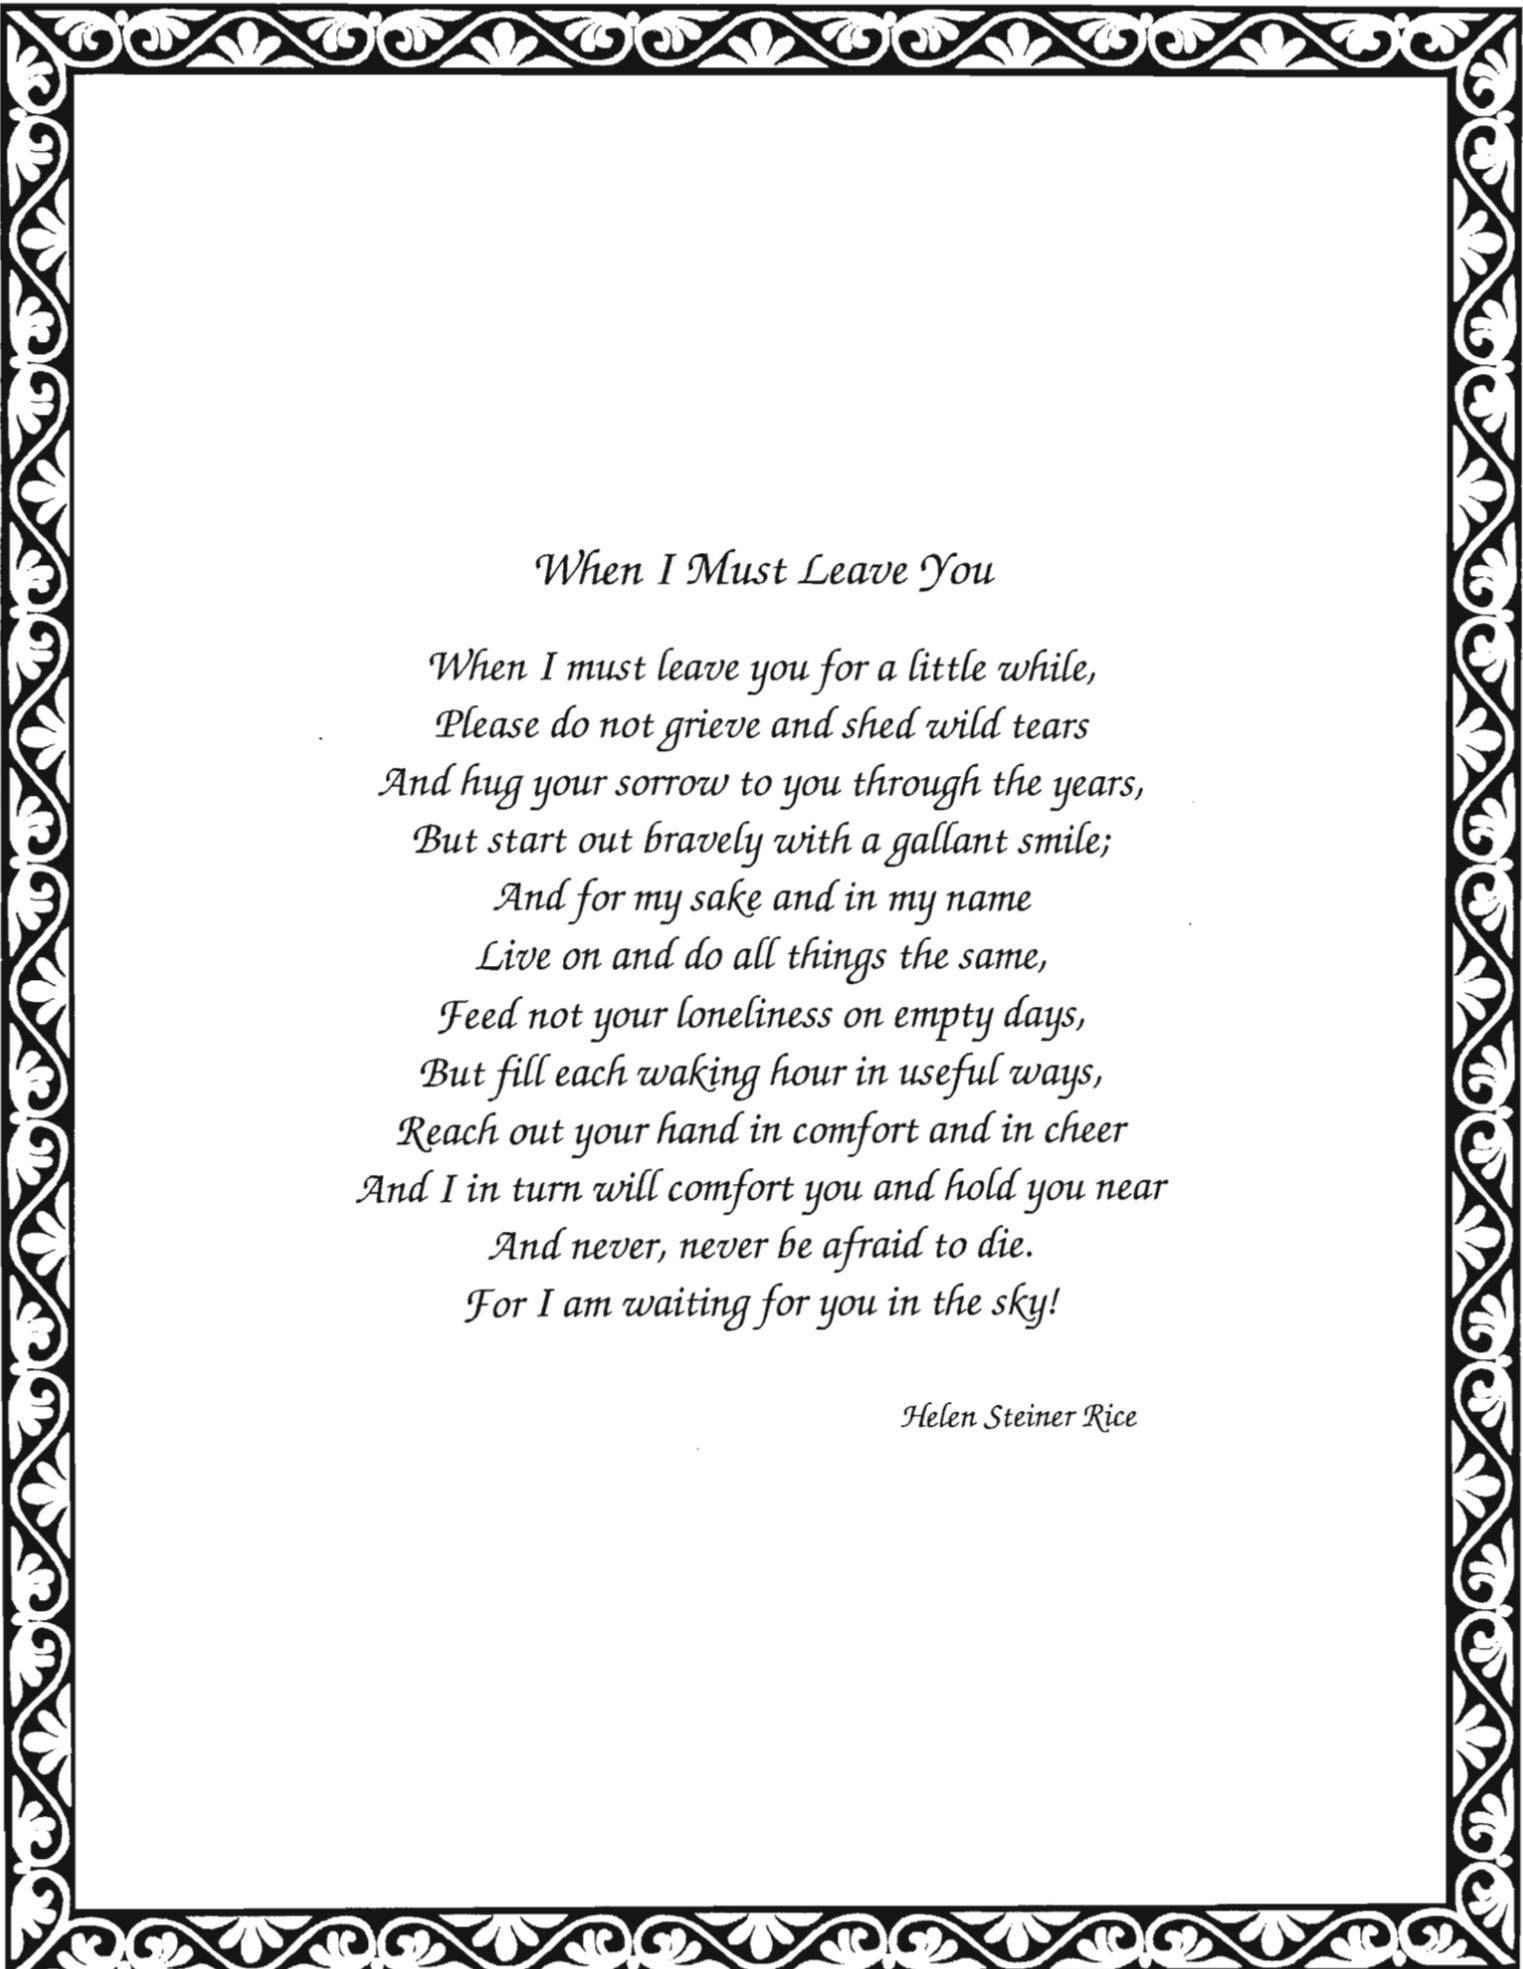 When I Must Leave You
When I must leave you for a little while,
Please do not grieve and shed wild tears
And hug your sorrow to you through the years,
But start out bravely with a gallant smile;
And for my sake and in my name
Live on and do all things the same,
Feed not your loneliness on empty days,
But fill each waking hour in useful ways,
Reach out your hand in comfort and in cheer
And I in turn will comfort you and hold you near
And never, never be afraid to die.
For I am waiting for you in the sky!
Helen Steiner Rice